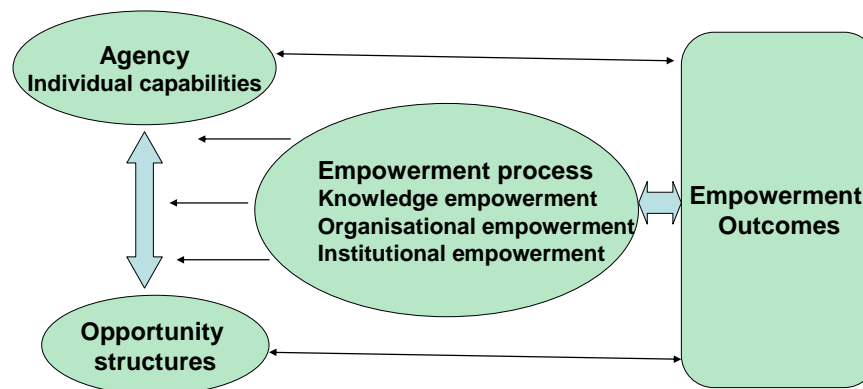 Agency
Individual capabilities
Empowerment process
Knowledge empowerment
Organisational empowerment
Institutional empowerment
Empowerment
Outcomes
Opportunity
structures